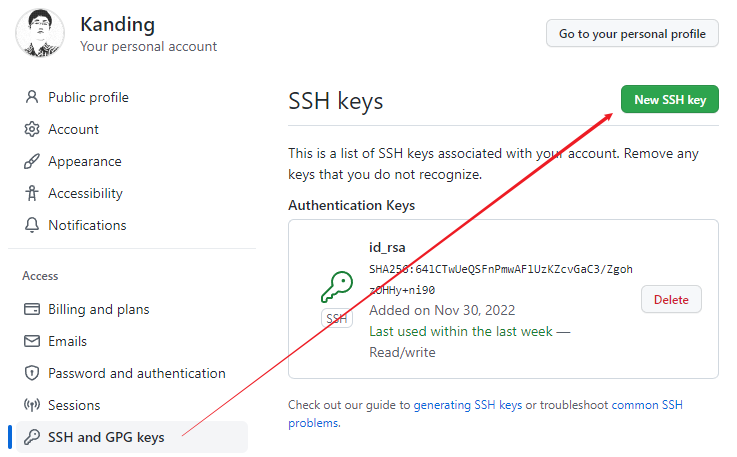 Kanding
Your personal account
Go to your personal profile
Public profile
Account
Appearance
Accessibility
Notifications
Access
Billing and plans
Emails
Password and authentication
Sessions
SSH and GPG keys
SSH keys
New SSH key
This is a list of SSH keys associated with your account. Remove any
keys that you do not recognize.
Authentication Keys
id_rsa
SHA256:641CTwUeQSFnPmwAFlUzKZcvGaC3/Zgoh
zOHHy+ni90
Added on Nov 30, 2022
Last used within the last week —
Read/write
SSH
Delete
Check out our guide to generating SSH keys or troubleshoot common SSH
problems.